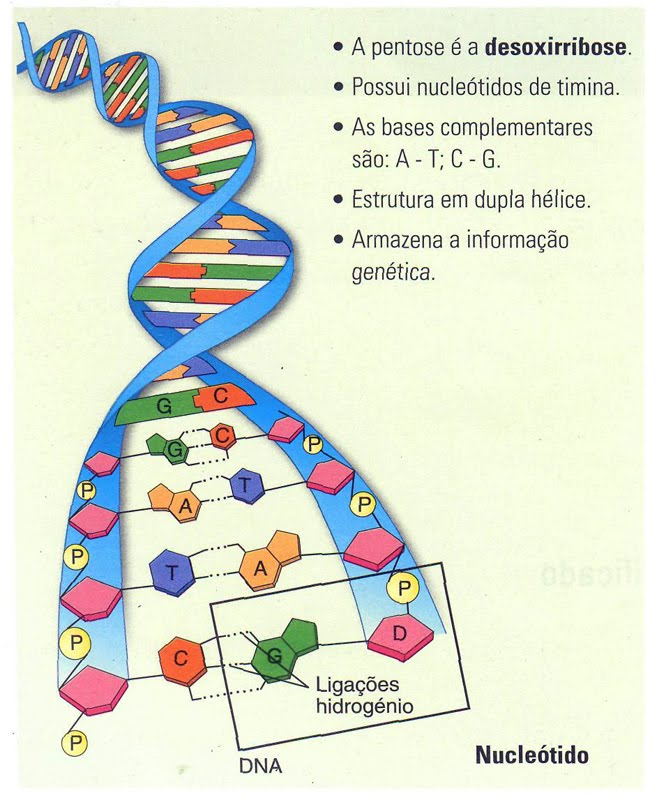 • A pentose é a desoxirribose.
• Possui nucleótidos de timina.
• As bases complementares
são: A - T; C - G.
• Estrutura em dupla hélice.
• Armazena a informação
genética.
G C
G C
P
P
A T
P
P
T A
P
P
D
C G
Ligações
hidrogénio
P
DNA
Nucleótido